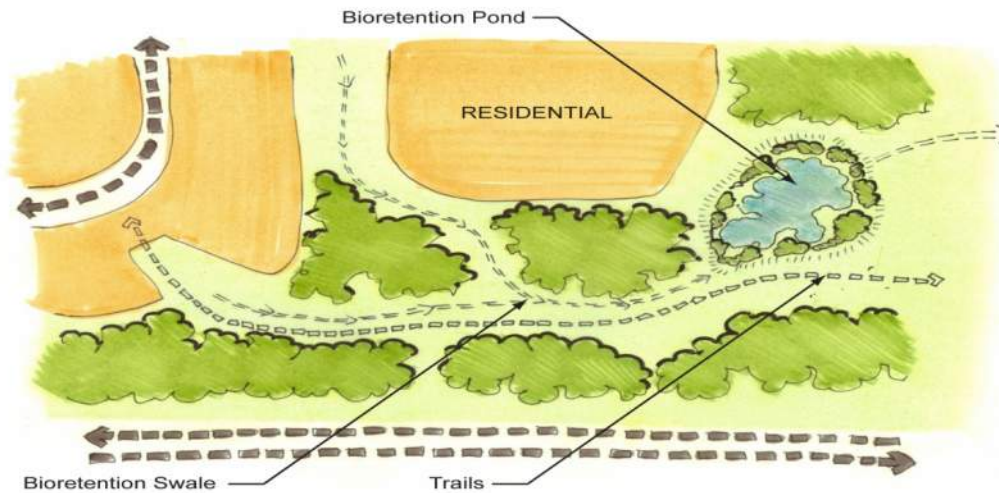 Bioretention Pond
RESIDENTIAL
Bioretention Swale
Trails